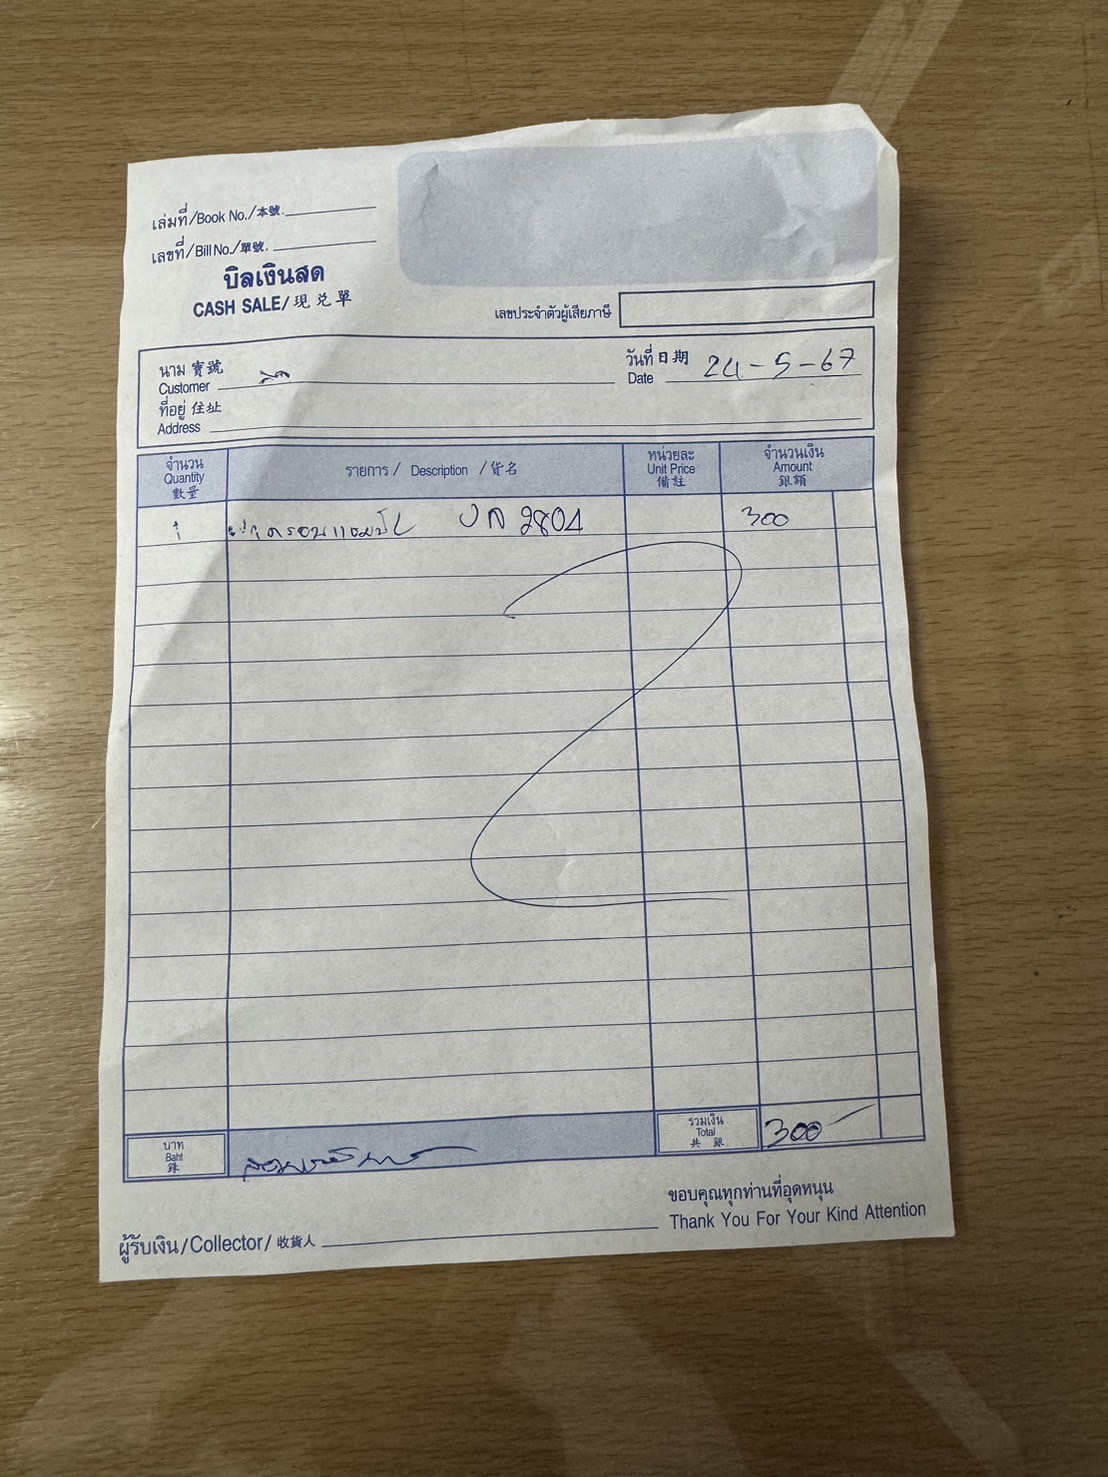 เล่มที่/Book No./本號.
เลขที่/Bill No./單號.
บิลเงินสด
CASH SALE/現兑單
เลขประจำตัวผู้เสียภาษี
นาม 寶號
Customer
วันที่ 日期
Date 24-5-67
ที่อยู่ 住址
Address
จำนวน
Quantity
數量
รายการ / Description / 貨名
หน่วยละ
Unit Price
備註
จำนวนเงิน
Amount
銀額
1 2804 300
บาท
Baht
銖
รวมเงิน
Total
共 銀
300
ขอบคุณทุกท่านที่อุดหนุน
Thank You For Your Kind Attention
ผู้รับเงิน/Collector/收貨人